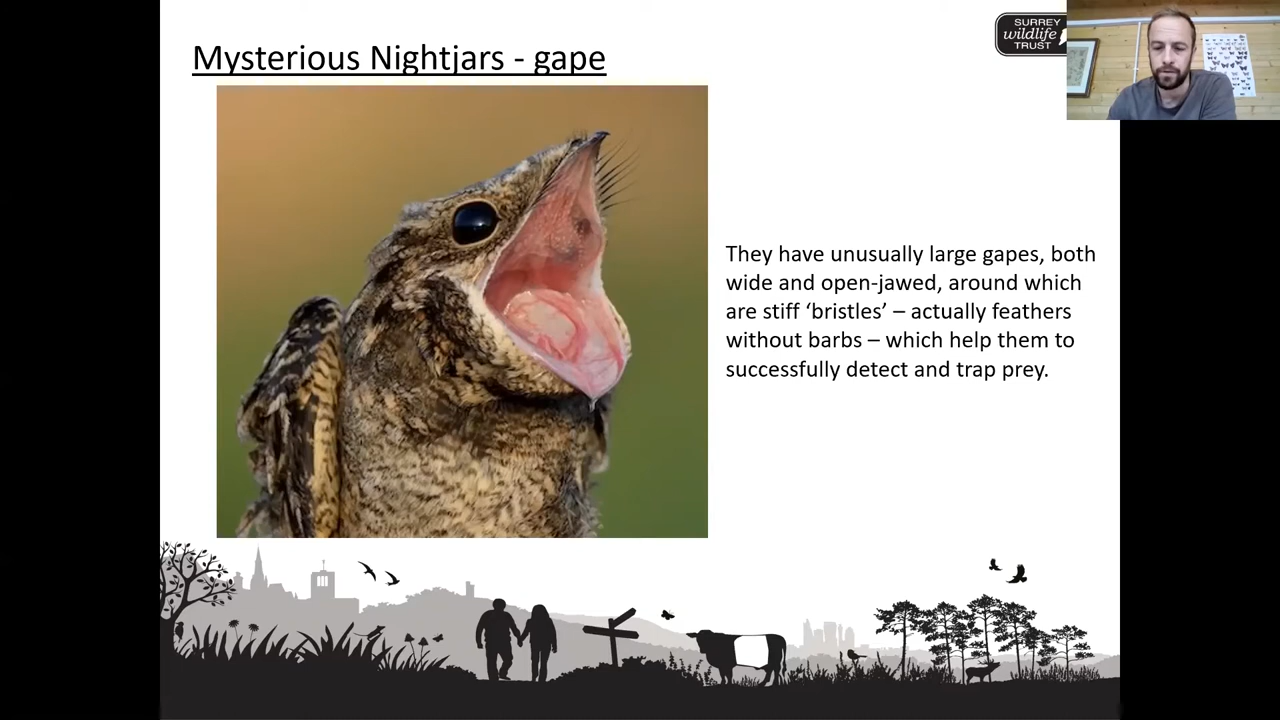 Mysterious Nightjars - gape
SURREY
wildlife
TRUST
They have unusually large gapes, both
wide and open-jawed, around which
are stiff ‘bristles’ – actually feathers
without barbs – which help them to
successfully detect and trap prey.